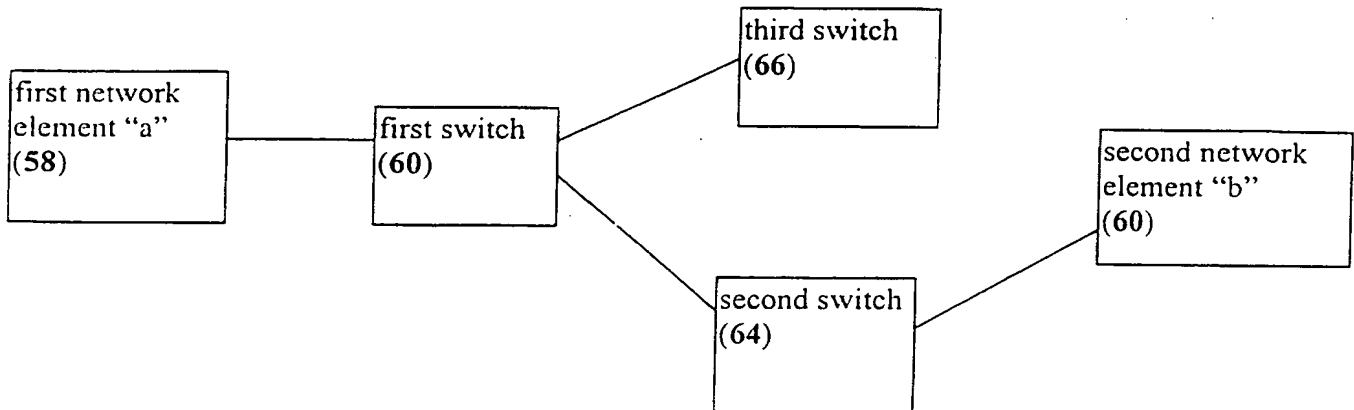 first network
element “a”
(58)
first switch
(60)
third switch
(66)
second switch
(64)
second network
element “b”
(60)